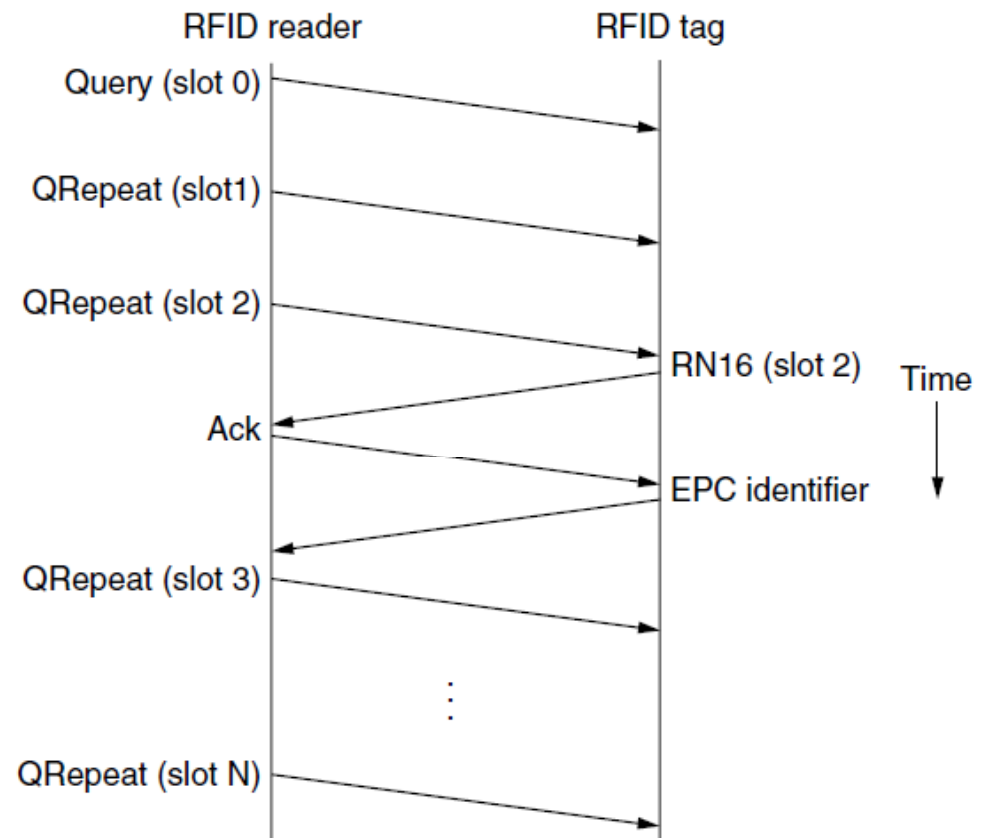 RFID reader
RFID tag
Query (slot 0)
QRepeat (slot1)
QRepeat (slot 2)
RN16 (slot 2)
Time
Ack
EPC identifier
QRepeat (slot 3)
⋮
QRepeat (slot N)